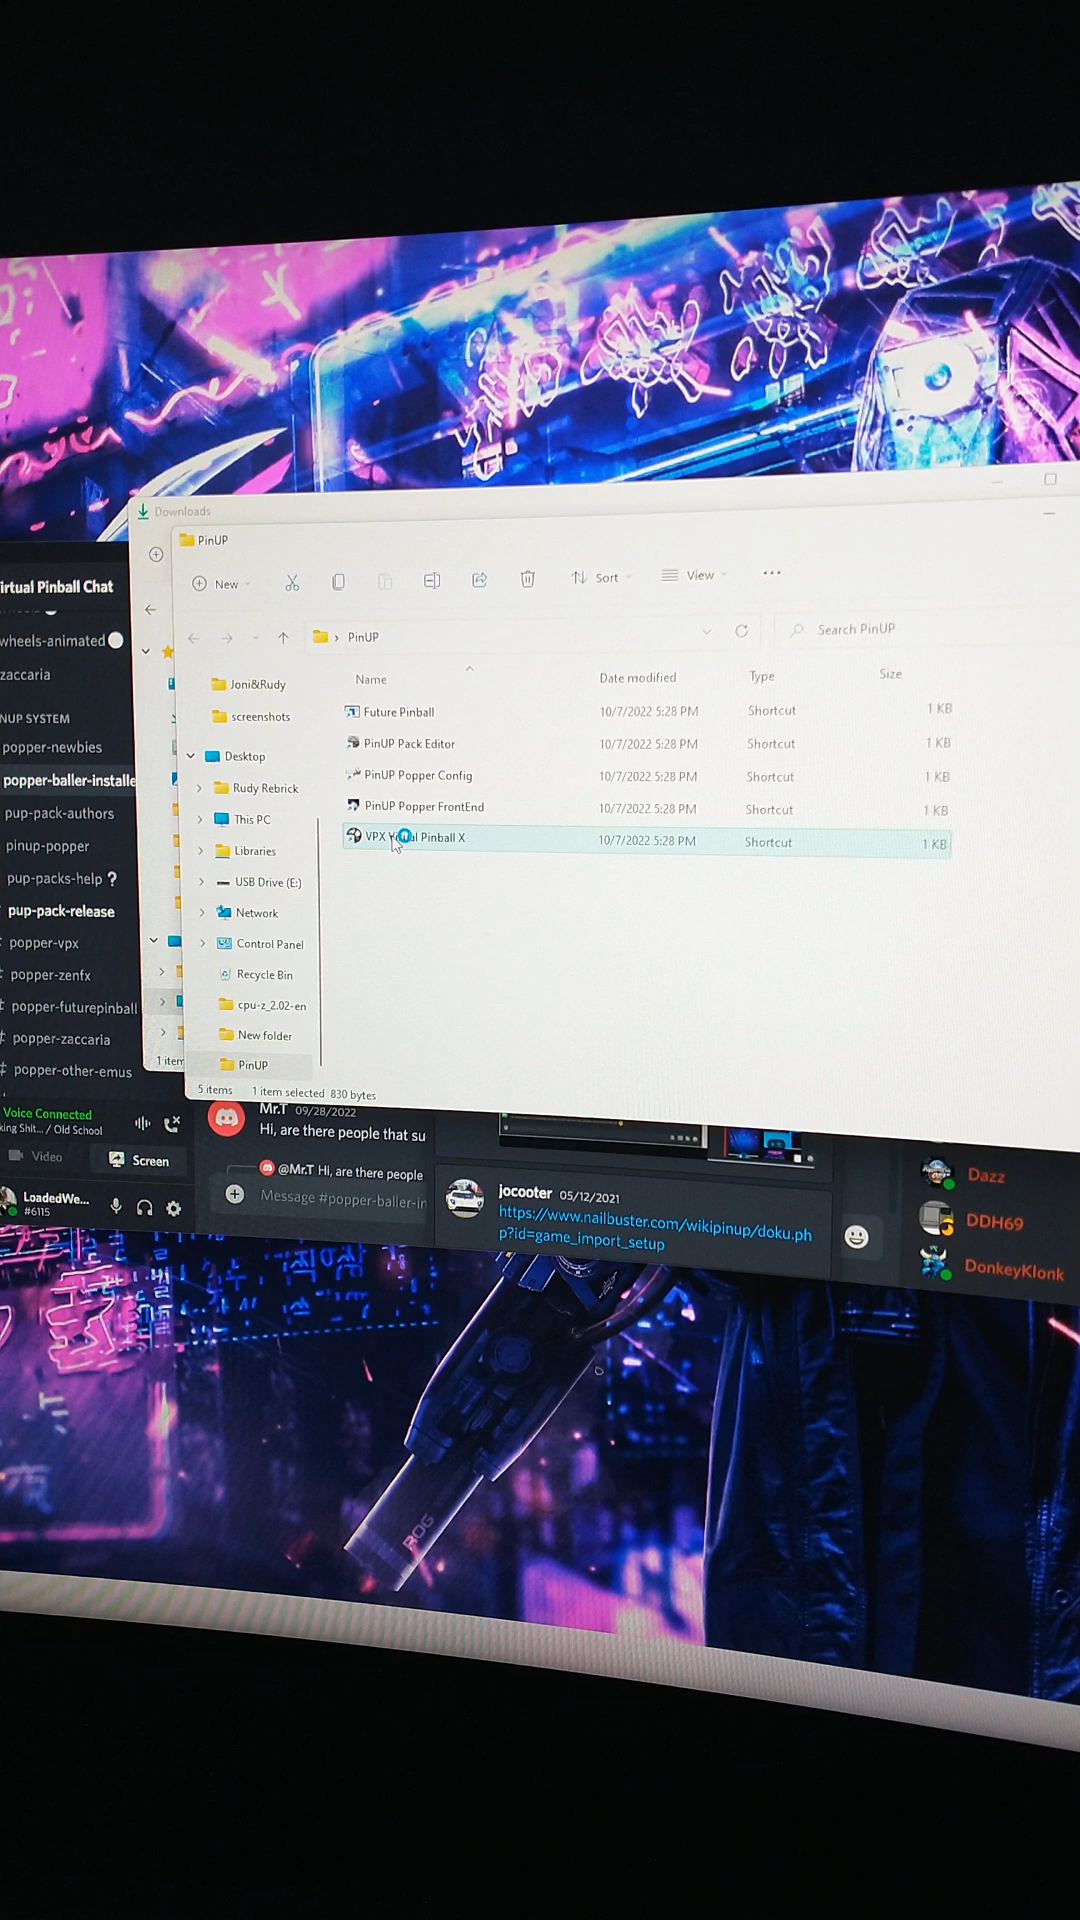 Downloads
PinUP
New
Sort
View
PinUP
Search PinUP
Name
Date modified
Type
Size
Future Pinball
10/7/2022 5:28 PM
Shortcut
1 KB
PinUP Pack Editor
10/7/2022 5:28 PM
Shortcut
1 KB
PinUP Popper Config
10/7/2022 5:28 PM
Shortcut
1 KB
PinUP Popper FrontEnd
10/7/2022 5:28 PM
Shortcut
1 KB
VPX Pinball X
10/7/2022 5:28 PM
Shortcut
1 KB
Joni&Rudy
screenshots
Desktop
Rudy Rebrick
This PC
Libraries
USB Drive (E:)
Network
Control Panel
Recycle Bin
cpu-z_2.02-en
New folder
PinUP
5 items 1 item selected 830 bytes
1 item
irtual Pinball Chat
wheels-animated
zaccaria
NUP SYSTEM
popper-newbies
popper-baller-installe
pup-pack-authors
pinup-popper
pup-packs-help ?
pup-pack-release
popper-vpx
# popper-zenfx
# popper-futurepinball
# popper-zaccaria
# popper-other-emus
Voice Connected
king Shit... / Old School
Video
Screen
LoadedWe...
#6115
Mr.T 09/28/2022
Hi, are there people that su
@Mr.T Hi, are there people
Message #popper-baller-in
jocooter 05/12/2021
https://www.nailbuster.com/wikipinup/doku.ph
p?id=game_import_setup
Dazz
DDH69
DonkeyKlonk
ROG